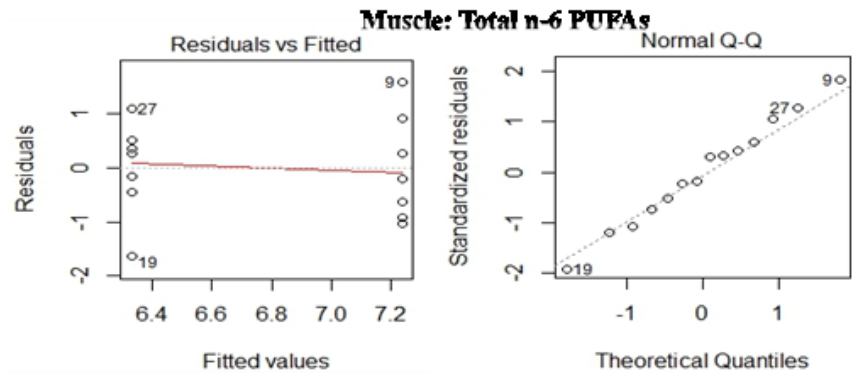 Muscle: Total n-6 PUFAs
Residuals vs Fitted
Residuals
1
0
-1
-2
27
19
9
6.4 6.6 6.8 7.0 7.2
Fitted values
Normal Q-Q
Standardized residuals
2
1
0
-1
-2
9
27
19
-1 0 1
Theoretical Quantiles